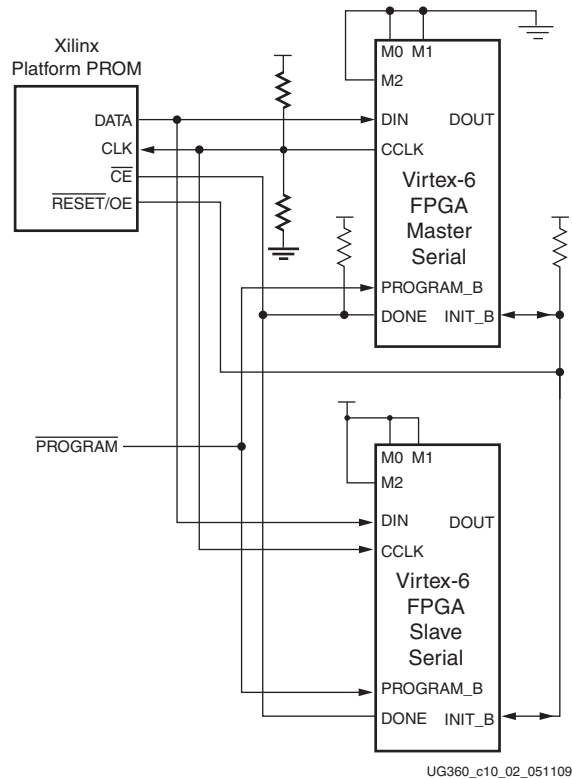 Xilinx
Platform PROM
DATA
CLK
CE
RESET/OE
M0 M1
M2
DIN DOUT
CCLK
Virtex-6
FPGA
Master
Serial
PROGRAM_B
DONE INIT_B
PROGRAM
M0 M1
M2
DIN DOUT
CCLK
Virtex-6
FPGA
Slave
Serial
PROGRAM_B
DONE INIT_B
UG360_c10_02_051109